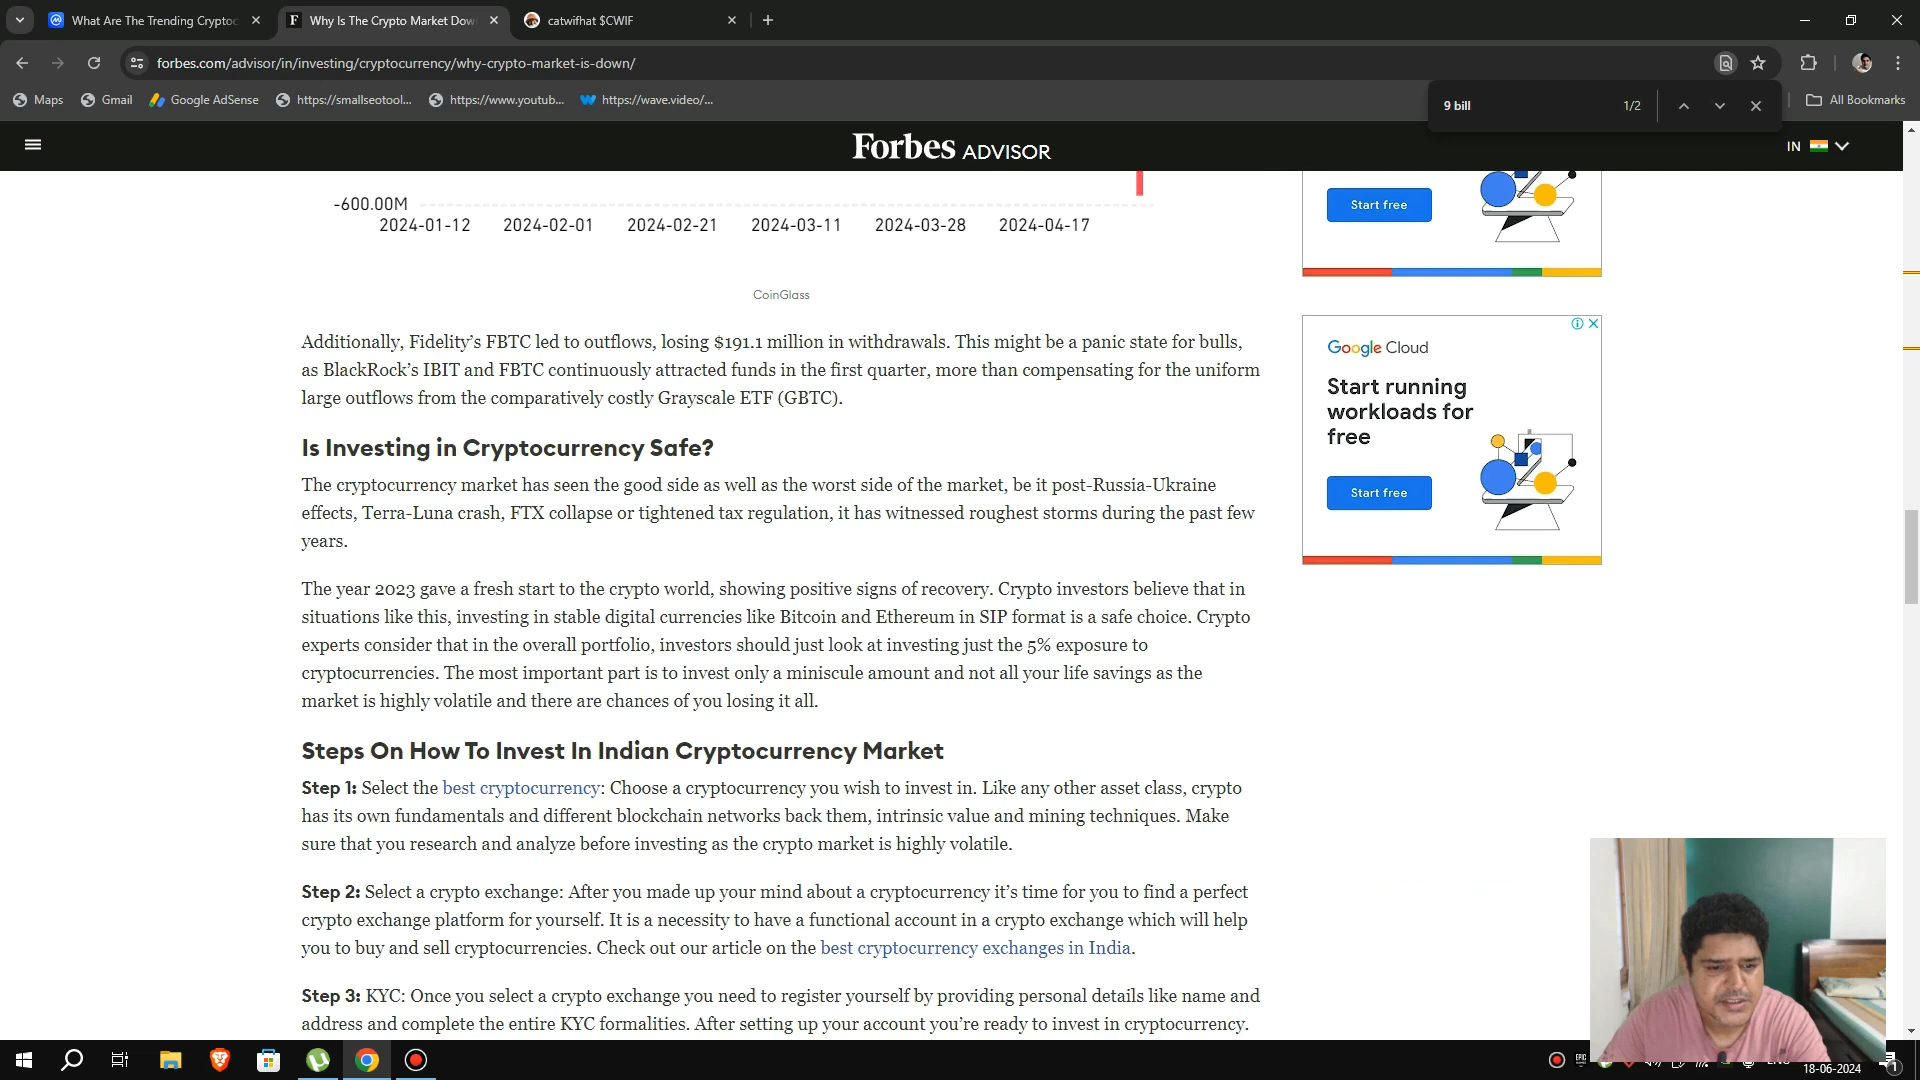 What Are The Trending Cryptoc
Why Is The Crypto Market Dow
catwifhat $CWIF
forbes.com/advisor/in/investing/cryptocurrency/why-crypto-market-is-down/
Maps
Gmail
Google AdSense
https://smallseotool...
https://www.youtub...
https://wave.video/...
9 bill
1/2
All Bookmarks
Forbes ADVISOR
IN
-600.00M
2024-01-12 2024-02-01 2024-02-21 2024-03-11 2024-03-28 2024-04-17
CoinGlass
Additionally, Fidelity’s FBTC led to outflows, losing $191.1 million in withdrawals. This might be a panic state for bulls,
as BlackRock’s IBIT and FBTC continuously attracted funds in the first quarter, more than compensating for the uniform
large outflows from the comparatively costly Grayscale ETF (GBTC).
Is Investing in Cryptocurrency Safe?
The cryptocurrency market has seen the good side as well as the worst side of the market, be it post-Russia-Ukraine
effects, Terra-Luna crash, FTX collapse or tightened tax regulation, it has witnessed roughest storms during the past few
years.
The year 2023 gave a fresh start to the crypto world, showing positive signs of recovery. Crypto investors believe that in
situations like this, investing in stable digital currencies like Bitcoin and Ethereum in SIP format is a safe choice. Crypto
experts consider that in the overall portfolio, investors should just look at investing just the 5% exposure to
cryptocurrencies. The most important part is to invest only a miniscule amount and not all your life savings as the
market is highly volatile and there are chances of you losing it all.
Steps On How To Invest In Indian Cryptocurrency Market
Step 1: Select the best cryptocurrency: Choose a cryptocurrency you wish to invest in. Like any other asset class, crypto
has its own fundamentals and different blockchain networks back them, intrinsic value and mining techniques. Make
sure that you research and analyze before investing as the crypto market is highly volatile.
Step 2: Select a crypto exchange: After you made up your mind about a cryptocurrency it’s time for you to find a perfect
crypto exchange platform for yourself. It is a necessity to have a functional account in a crypto exchange which will help
you to buy and sell cryptocurrencies. Check out our article on the best cryptocurrency exchanges in India.
Step 3: KYC: Once you select a crypto exchange you need to register yourself by providing personal details like name and
address and complete the entire KYC formalities. After setting up your account you’re ready to invest in cryptocurrency.
Start free
Google Cloud
Start running
workloads for
free
Start free
EPIC
18-06-2024
1